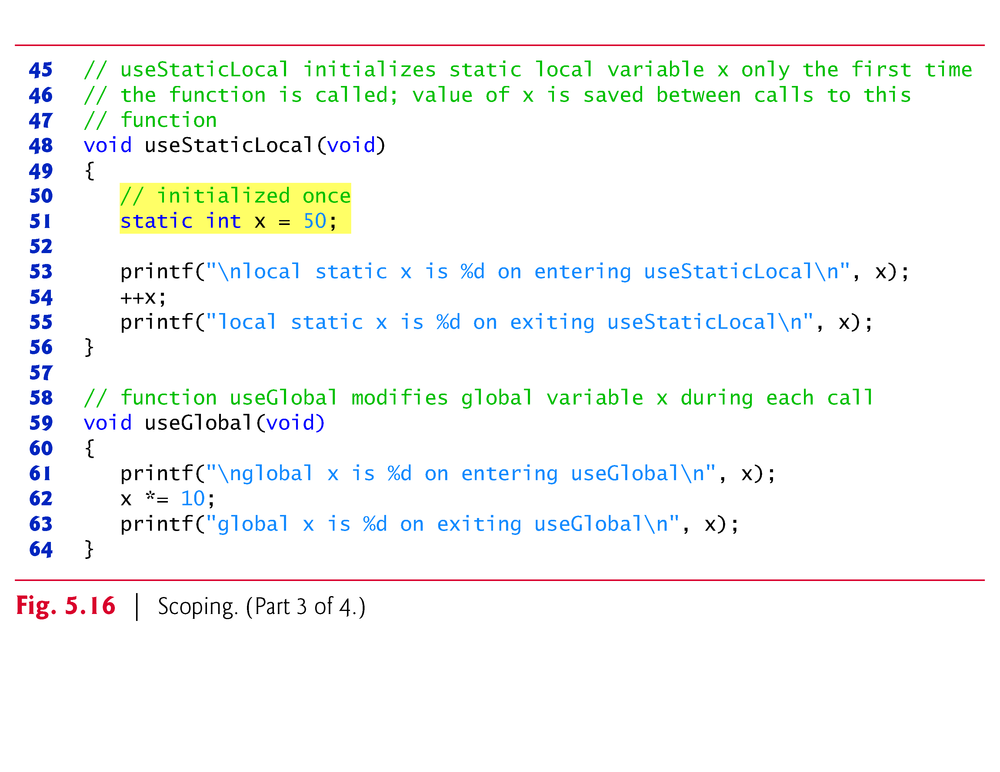 45 // useStaticLocal initializes static local variable x only the first time
46 // the function is called; value of x is saved between calls to this
47 // function
48 void useStaticLocal(void)
49 {
50    // initialized once
51    static int x = 50;
52
53    printf("\nlocal static x is %d on entering useStaticLocal\n", x);
54    ++x;
55    printf("local static x is %d on exiting useStaticLocal\n", x);
56 }
57
58 // function useGlobal modifies global variable x during each call
59 void useGlobal(void)
60 {
61    printf("\nglobal x is %d on entering useGlobal\n", x);
62    x *= 10;
63    printf("global x is %d on exiting useGlobal\n", x);
64 }
Fig. 5.16 | Scoping. (Part 3 of 4.)